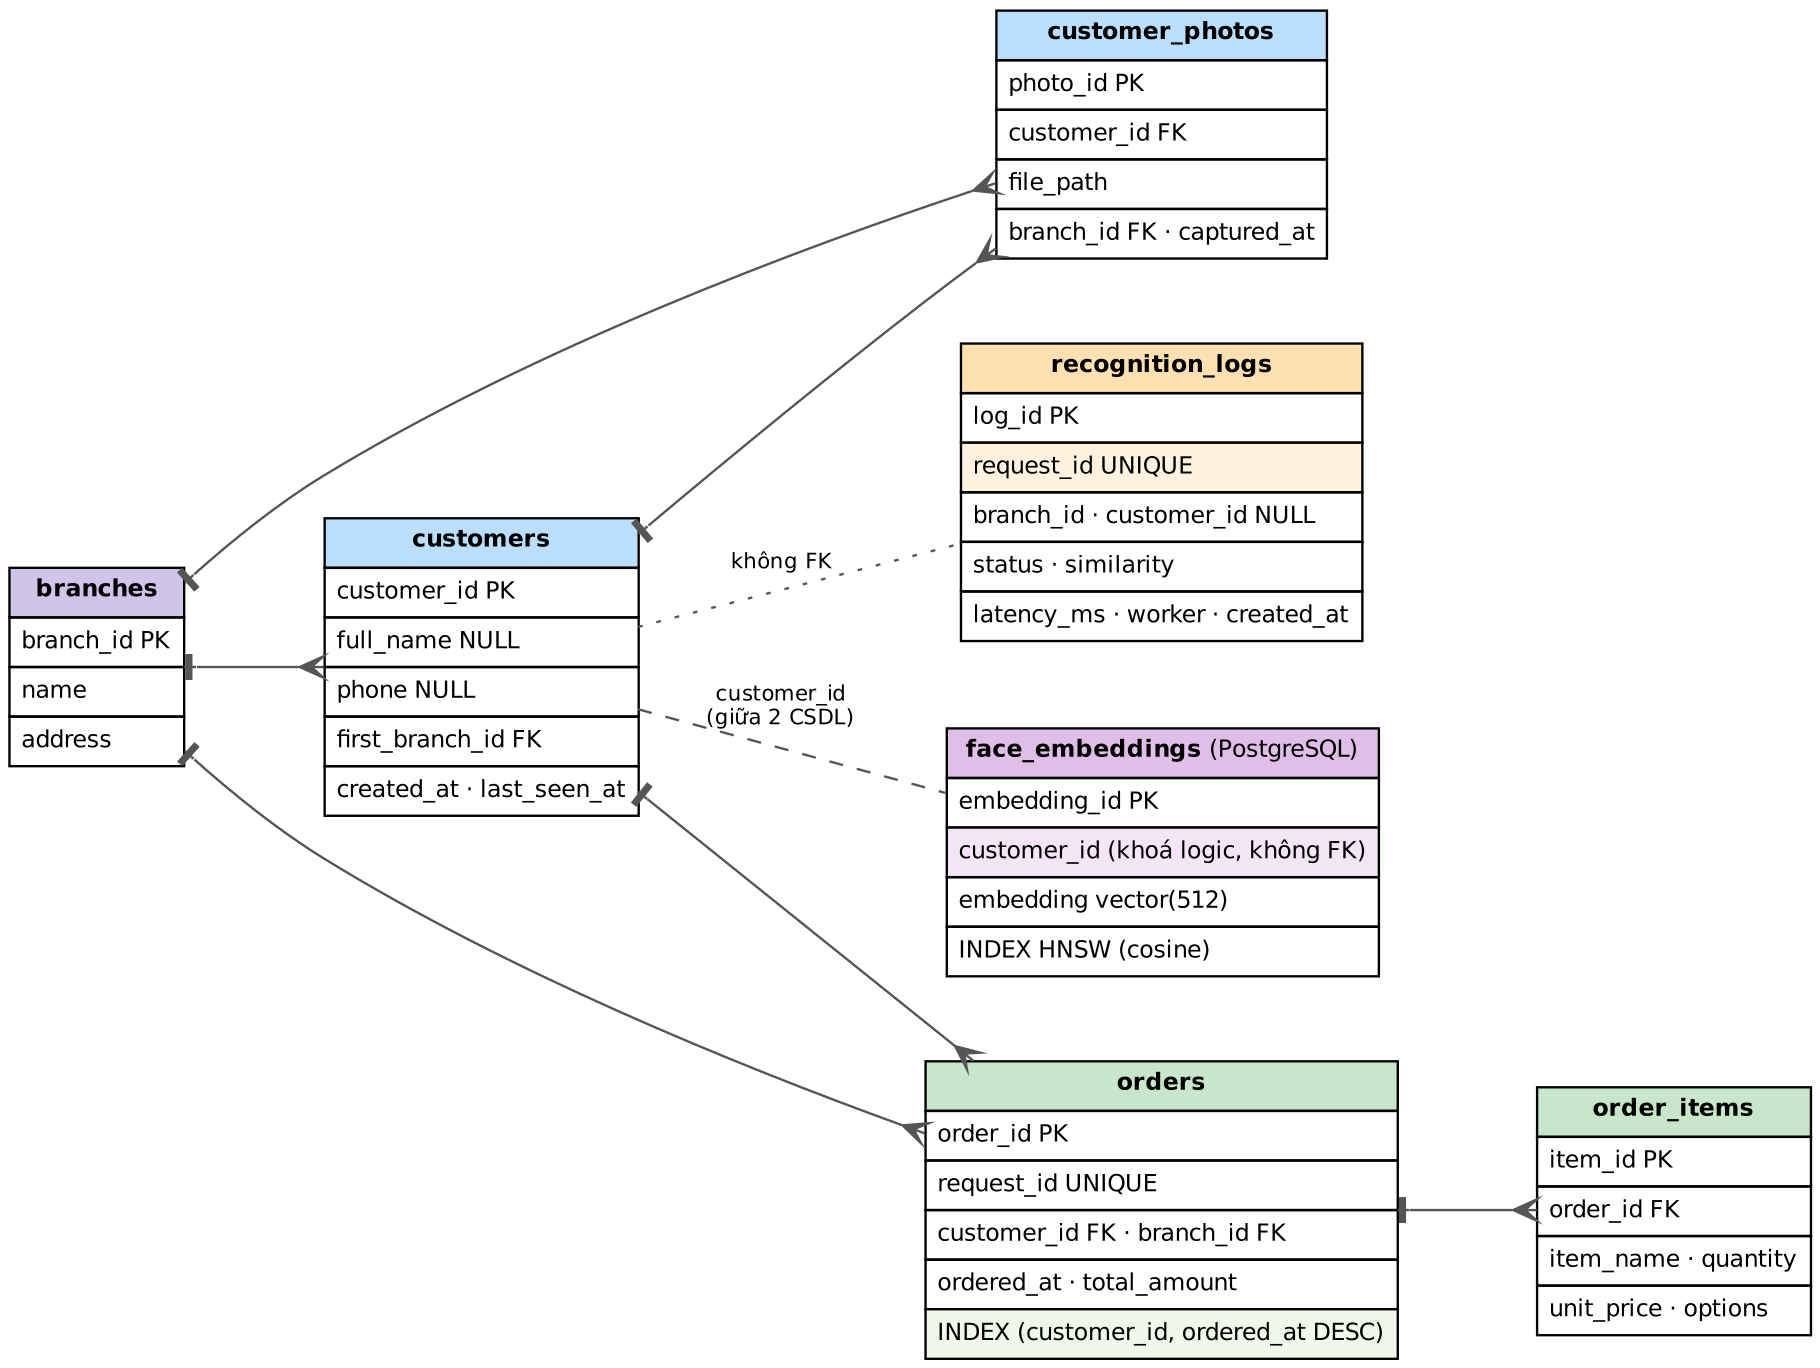 customer_photos
photo_id PK
customer_id FK
file_path
branch_id FK · captured_at
recognition_logs
log_id PK
request_id UNIQUE
branch_id · customer_id NULL
status · similarity
latency_ms · worker · created_at
customers
customer_id PK
full_name NULL
phone NULL
first_branch_id FK
created_at · last_seen_at
không FK
branches
branch_id PK
name
address
customer_id
(giữa 2 CSDL)
face_embeddings (PostgreSQL)
embedding_id PK
customer_id (khoá logic, không FK)
embedding vector(512)
INDEX HNSW (cosine)
orders
order_id PK
request_id UNIQUE
customer_id FK · branch_id FK
ordered_at · total_amount
INDEX (customer_id, ordered_at DESC)
order_items
item_id PK
order_id FK
item_name · quantity
unit_price · options